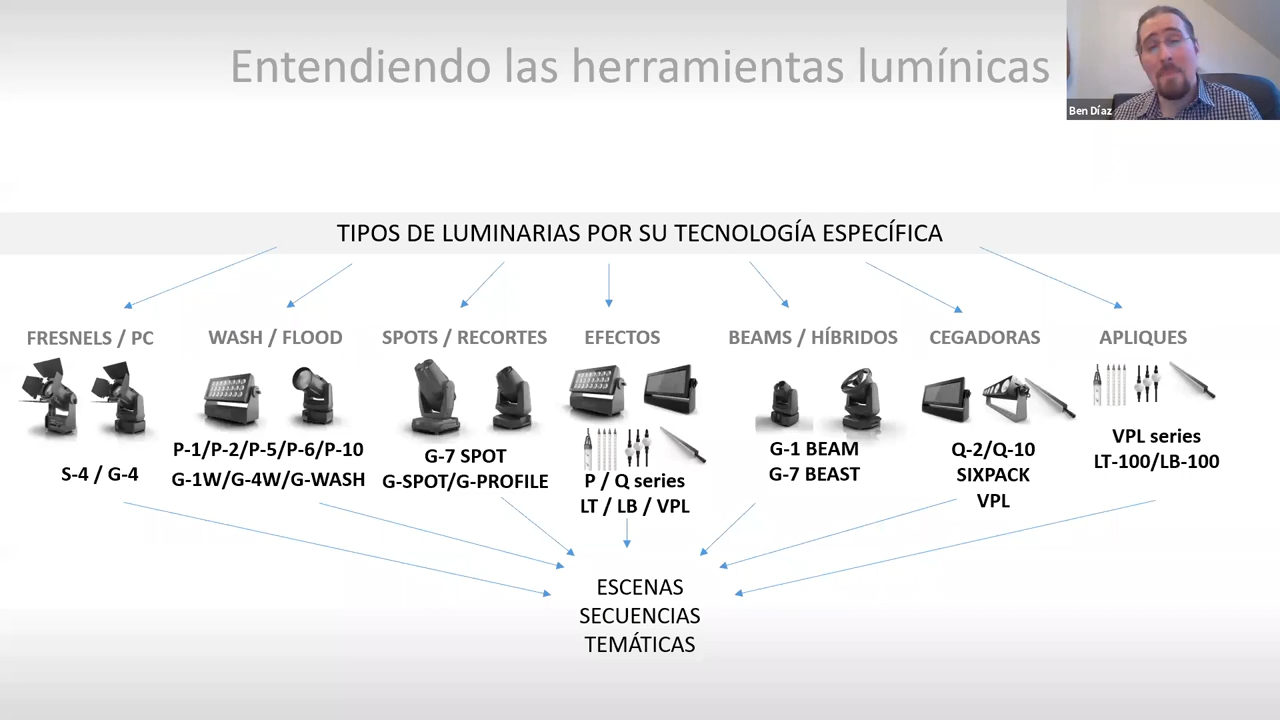 Entendiendo las herramientas lumínicas
Ben Díaz
TIPOS DE LUMINARIAS POR SU TECNOLOGÍA ESPECÍFICA
FRESNELS / PC
S-4 / G-4
WASH / FLOOD
P-1/P-2/P-5/P-6/P-10
G-1W/G-4W/G-WASH
SPOTS / RECORTES
G-7 SPOT
G-SPOT/G-PROFILE
EFECTOS
P / Q series
LT / LB / VPL
BEAMS / HÍBRIDOS
G-1 BEAM
G-7 BEAST
CEGADORAS
Q-2/Q-10
SIXPACK
VPL
APLIQUES
VPL series
LT-100/LB-100
ESCENAS
SECUENCIAS
TEMÁTICAS